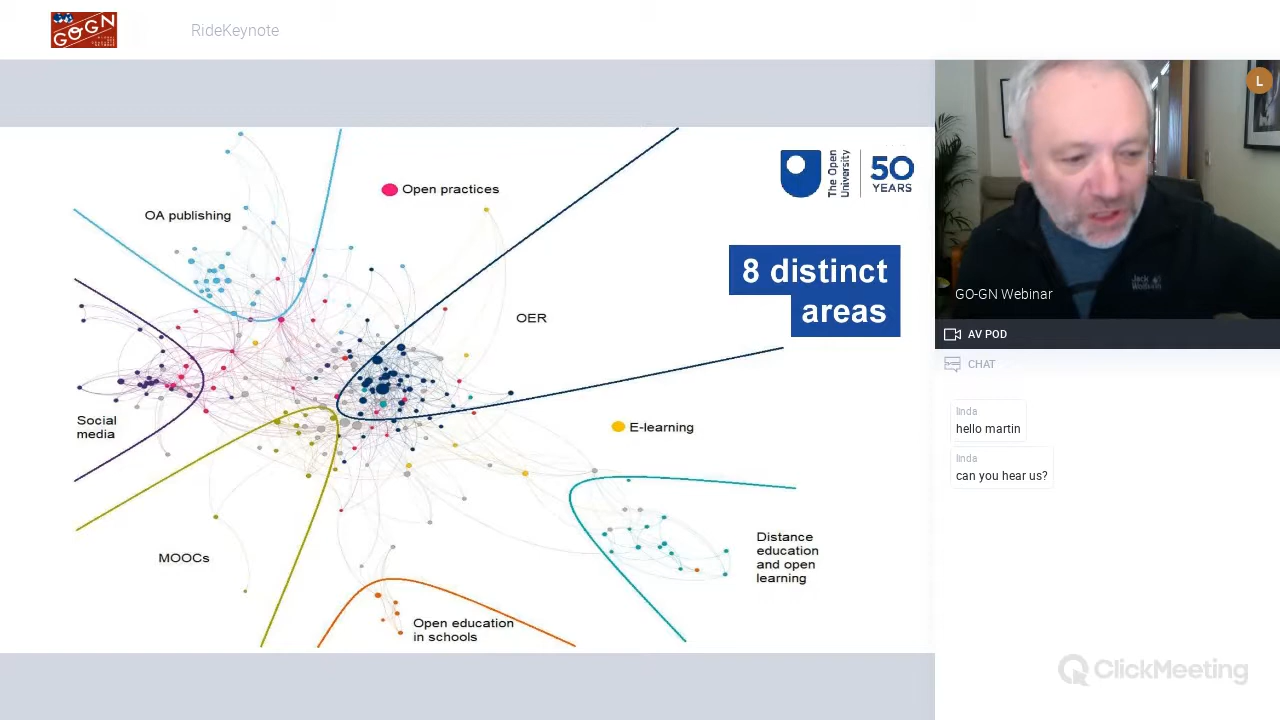 GO-GN
RideKeynote
L
Open practices
OA publishing
The Open
University
50
YEARS
8 distinct
areas
OER
Social
media
E-learning
MOOCs
Distance
education
and open
learning
Open education
in schools
Jack
Wolfskin
GO-GN Webinar
AV POD
CHAT
linda
hello martin
linda
can you hear us?
ClickMeeting